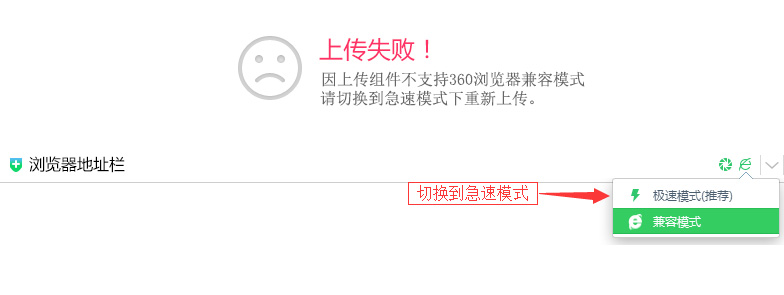 上传失败！
因上传组件不支持360浏览器兼容模式
请切换到急速模式下重新上传。
浏览器地址栏
切换到急速模式
极速模式(推荐)
兼容模式